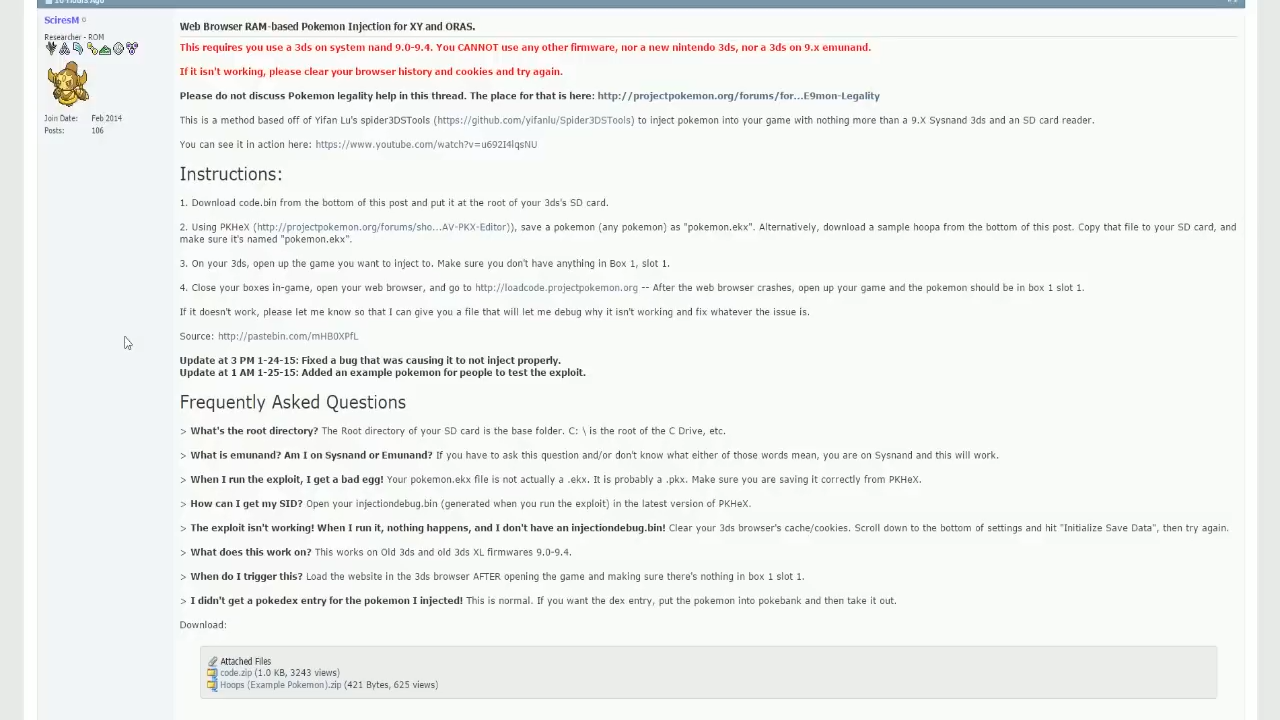 16 Hours Ago
SciresM
Researcher - ROM
Join Date: Feb 2014
Posts: 106
Web Browser RAM-based Pokemon Injection for XY and ORAS.
This requires you use a 3ds on system nand 9.0-9.4. You CANNOT use any other firmware, nor a new nintendo 3ds, nor a 3ds on 9.x emunand.
If it isn't working, please clear your browser history and cookies and try again.
Please do not discuss Pokemon legality help in this thread. The place for that is here: http://projectpokemon.org/forums/for...E9mon-Legality
This is a method based off of Yifan Lu's spider3DSTools (https://github.com/yifanlu/Spider3DSTools) to inject pokemon into your game with nothing more than a 9.X Sysnand 3ds and an SD card reader.
You can see it in action here: https://www.youtube.com/watch?v=u692I4lqsNU
Instructions:
1. Download code.bin from the bottom of this post and put it at the root of your 3ds's SD card.
2. Using PKHeX (http://projectpokemon.org/forums/sho...AV-PKX-Editor)), save a pokemon (any pokemon) as "pokemon.ekx". Alternatively, download a sample hoopa from the bottom of this post. Copy that file to your SD card, and
make sure it's named "pokemon.ekx".
3. On your 3ds, open up the game you want to inject to. Make sure you don't have anything in Box 1, slot 1.
4. Close your boxes in-game, open your web browser, and go to http://loadcode.projectpokemon.org -- After the web browser crashes, open up your game and the pokemon should be in box 1 slot 1.
If it doesn't work, please let me know so that I can give you a file that will let me debug why it isn't working and fix whatever the issue is.
Source: http://pastebin.com/mHB0XPfL
Update at 3 PM 1-24-15: Fixed a bug that was causing it to not inject properly.
Update at 1 AM 1-25-15: Added an example pokemon for people to test the exploit.
Frequently Asked Questions
> What's the root directory? The Root directory of your SD card is the base folder. C: \ is the root of the C Drive, etc.
> What is emunand? Am I on Sysnand or Emunand? If you have to ask this question and/or don't know what either of those words mean, you are on Sysnand and this will work.
> When I run the exploit, I get a bad egg! Your pokemon.ekx file is not actually a .ekx. It is probably a .pkx. Make sure you are saving it correctly from PKHeX.
> How can I get my SID? Open your injectiondebug.bin (generated when you run the exploit) in the latest version of PKHeX.
> The exploit isn't working! When I run it, nothing happens, and I don't have an injectiondebug.bin! Clear your 3ds browser's cache/cookies. Scroll down to the bottom of settings and hit "Initialize Save Data", then try again.
> What does this work on? This works on Old 3ds and old 3ds XL firmwares 9.0-9.4.
> When do I trigger this? Load the website in the 3ds browser AFTER opening the game and making sure there's nothing in box 1 slot 1.
> I didn't get a pokedex entry for the pokemon I injected! This is normal. If you want the dex entry, put the pokemon into pokebank and then take it out.
Download:
Attached Files
code.zip (1.0 KB, 3243 views)
Hoops (Example Pokemon).zip (421 Bytes, 625 views)